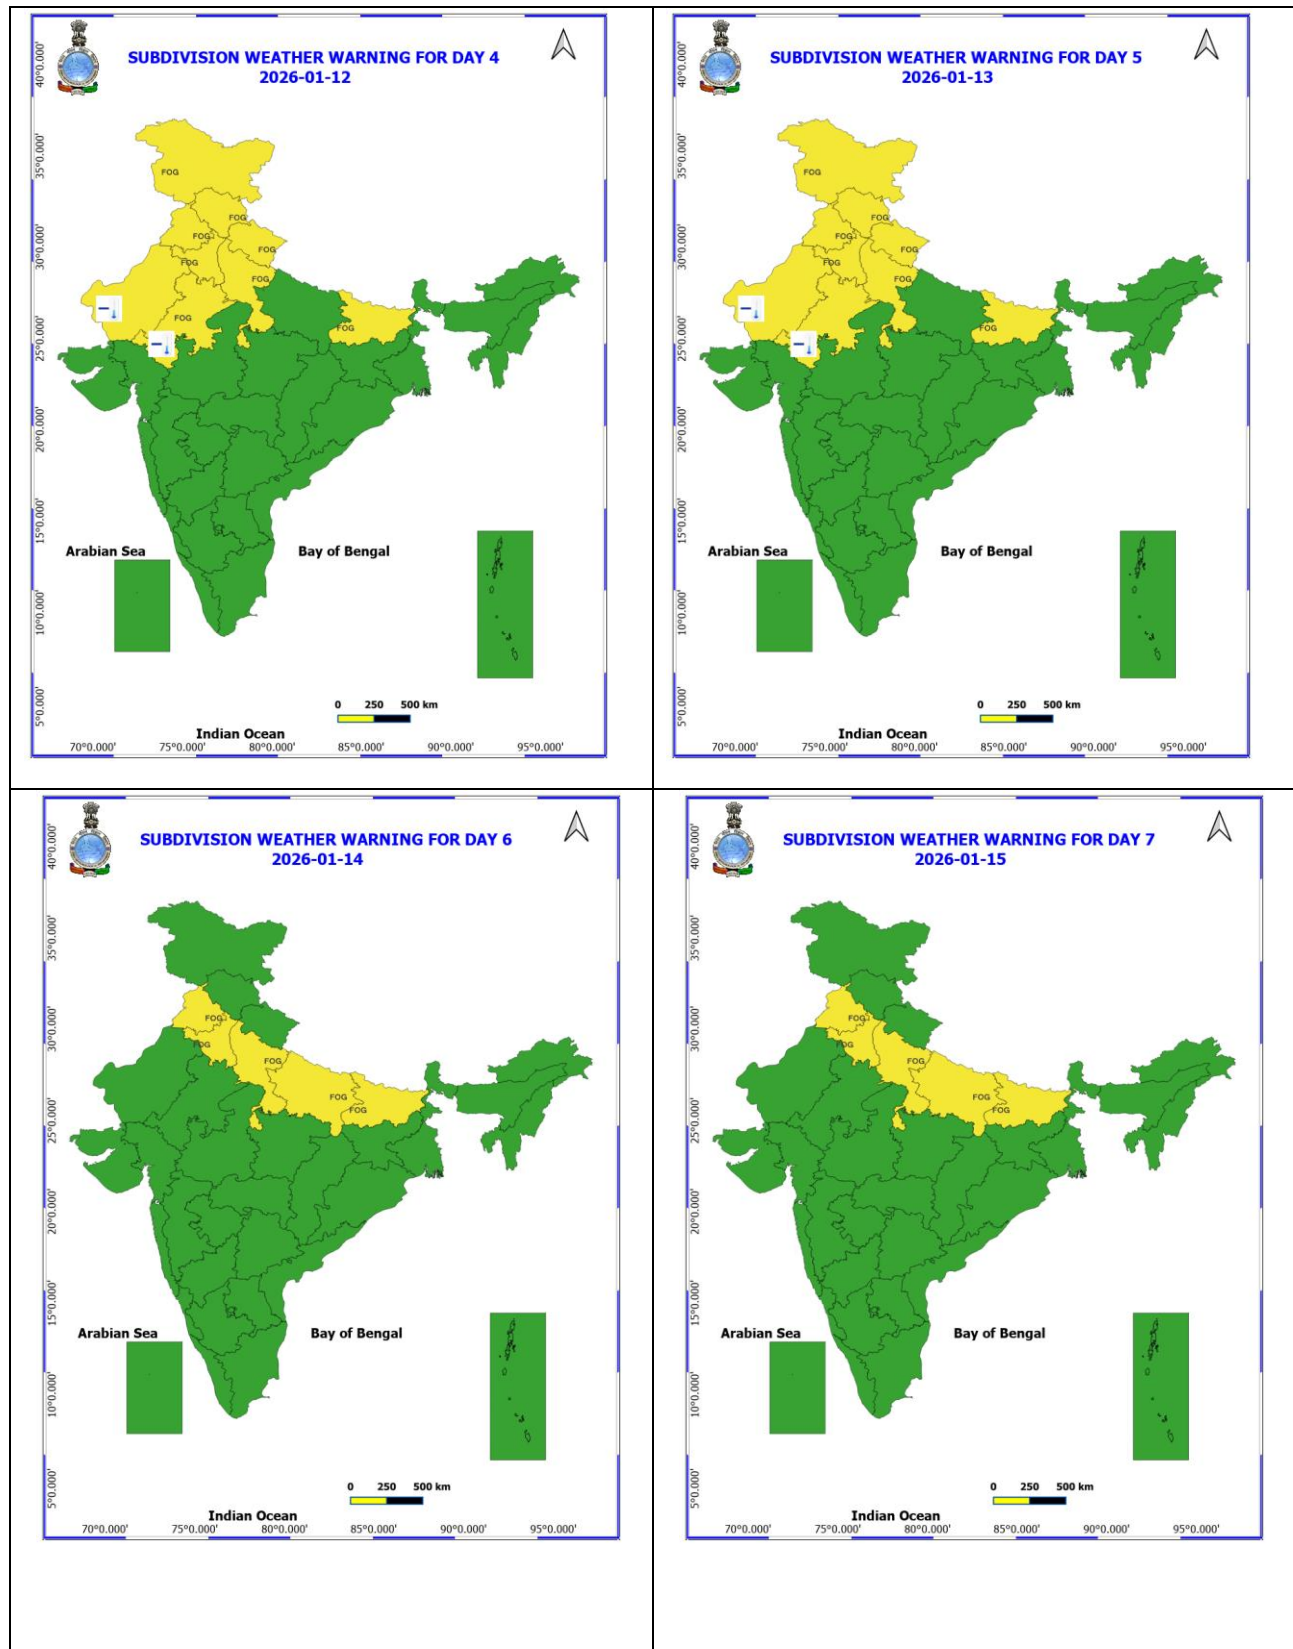 SUBDIVISION WEATHER WARNING FOR DAY 4
2026-01-12
40°0.000'
35°0.000'
30°0.000'
25°0.000'
20°0.000'
15°0.000'
10°0.000'
5°0.000'
FOG
FOG
FOG
FOG
FOG
FOG
FOG
FOG
Arabian Sea
Bay of Bengal
0 250 500 km
Indian Ocean
70°0.000' 75°0.000' 80°0.000' 85°0.000' 90°0.000' 95°0.000'
SUBDIVISION WEATHER WARNING FOR DAY 5
2026-01-13
40°0.000'
35°0.000'
30°0.000'
25°0.000'
20°0.000'
15°0.000'
10°0.000'
5°0.000'
FOG
FOG
FOG
FOG
FOG
FOG
FOG
Arabian Sea
Bay of Bengal
0 250 500 km
Indian Ocean
70°0.000' 75°0.000' 80°0.000' 85°0.000' 90°0.000' 95°0.000'
SUBDIVISION WEATHER WARNING FOR DAY 6
2026-01-14
40°0.000'
35°0.000'
30°0.000'
25°0.000'
20°0.000'
15°0.000'
10°0.000'
5°0.000'
FOG
FOG
FOG
FOG
FOG
Arabian Sea
Bay of Bengal
0 250 500 km
Indian Ocean
70°0.000' 75°0.000' 80°0.000' 85°0.000' 90°0.000' 95°0.000'
SUBDIVISION WEATHER WARNING FOR DAY 7
2026-01-15
40°0.000'
35°0.000'
30°0.000'
25°0.000'
20°0.000'
15°0.000'
10°0.000'
5°0.000'
FOG
FOG
FOG
FOG
FOG
Arabian Sea
Bay of Bengal
0 250 500 km
Indian Ocean
70°0.000' 75°0.000' 80°0.000' 85°0.000' 90°0.000' 95°0.000'